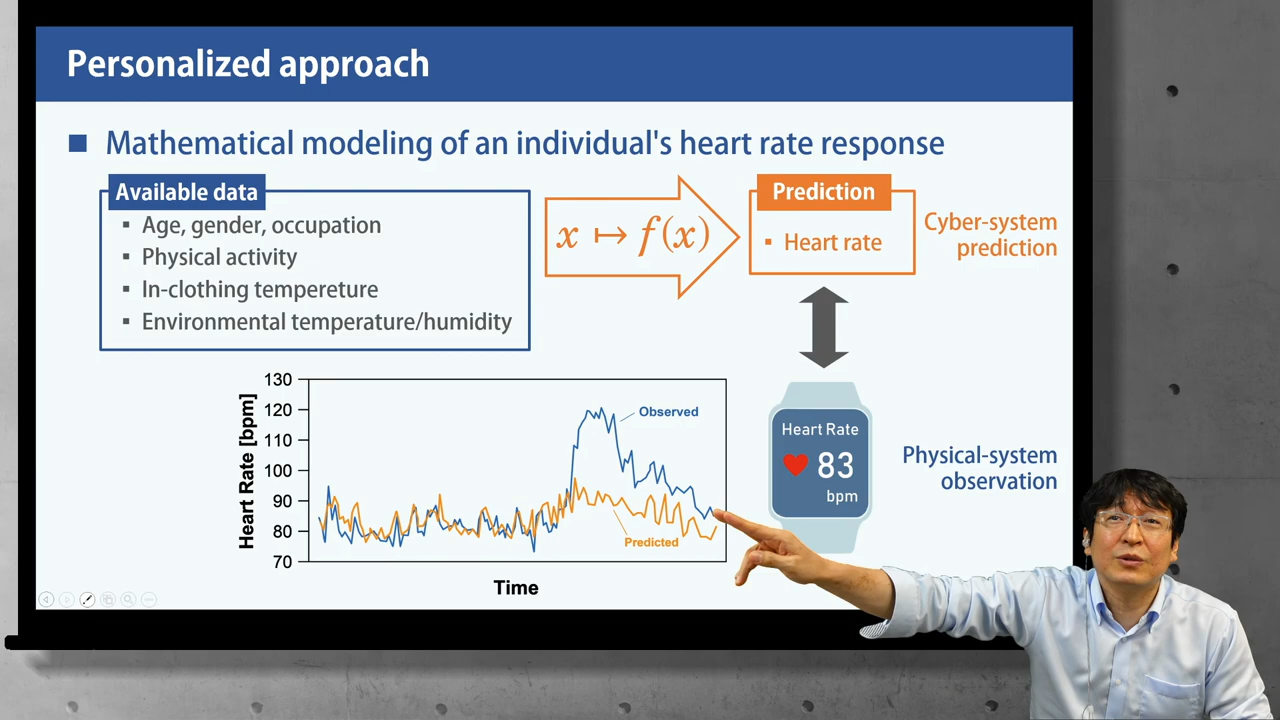 Personalized approach
Mathematical modeling of an individual's heart rate response
Available data
Age, gender, occupation
Physical activity
In-clothing tempereture
Environmental temperature/humidity
x ↦ f(x)
Prediction
Heart rate
Cyber-system
prediction
130
120
110
100
90
80
70
Heart Rate [bpm]
Observed
Predicted
Time
Heart Rate
83
bpm
Physical-system
observation